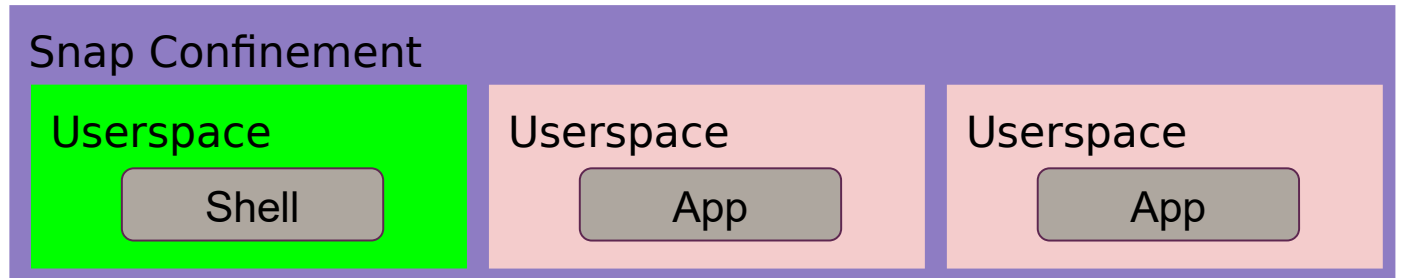 Snap Confinement
Userspace
Shell
Userspace
App
Userspace
App